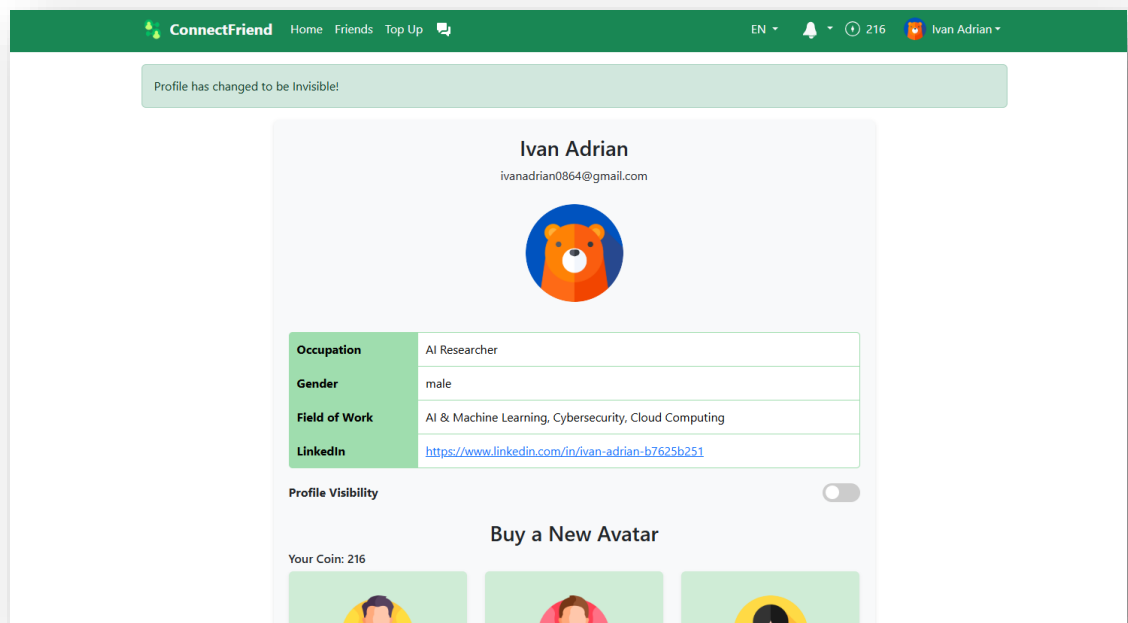 ConnectFriend Home Friends Top Up EN 216 Ivan Adrian
Profile has changed to be Invisible!
Ivan Adrian
ivanadrian0864@gmail.com
Occupation AI Researcher
Gender male
Field of Work AI & Machine Learning, Cybersecurity, Cloud Computing
LinkedIn https://www.linkedin.com/in/ivan-adrian-b7625b251
Profile Visibility
Buy a New Avatar
Your Coin: 216